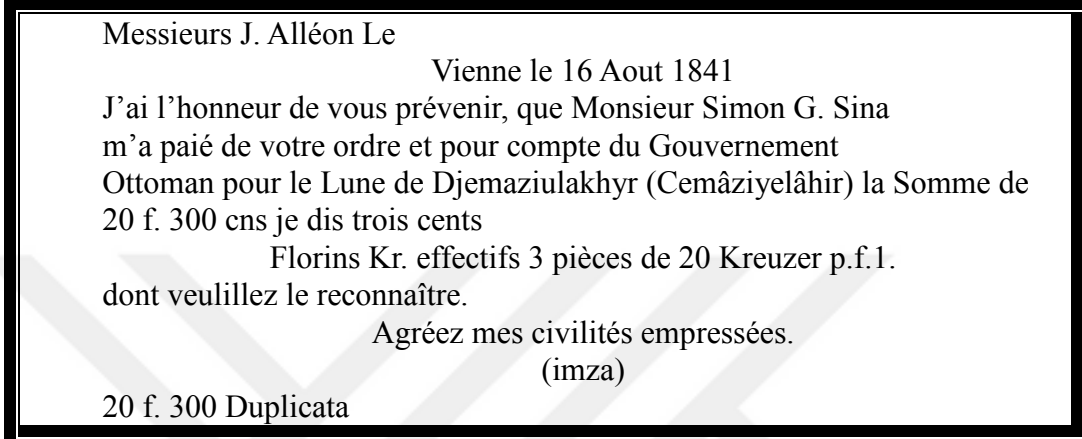 Messieurs J. Alléon Le
Vienne le 16 Aout 1841
J’ai l’honneur de vous prévenir, que Monsieur Simon G. Sina
m’a paié de votre ordre et pour compte du Gouvernement
Ottoman pour le Lune de Djemaziulakhyr (Cemâziyelâhir) la Somme de
20 f. 300 cns je dis trois cents
Florins Kr. effectifs 3 pièces de 20 Kreuzer p.f.1.
dont veulillez le reconnaître.
Agréez mes civilités empressées.
(imza)
20 f. 300 Duplicata